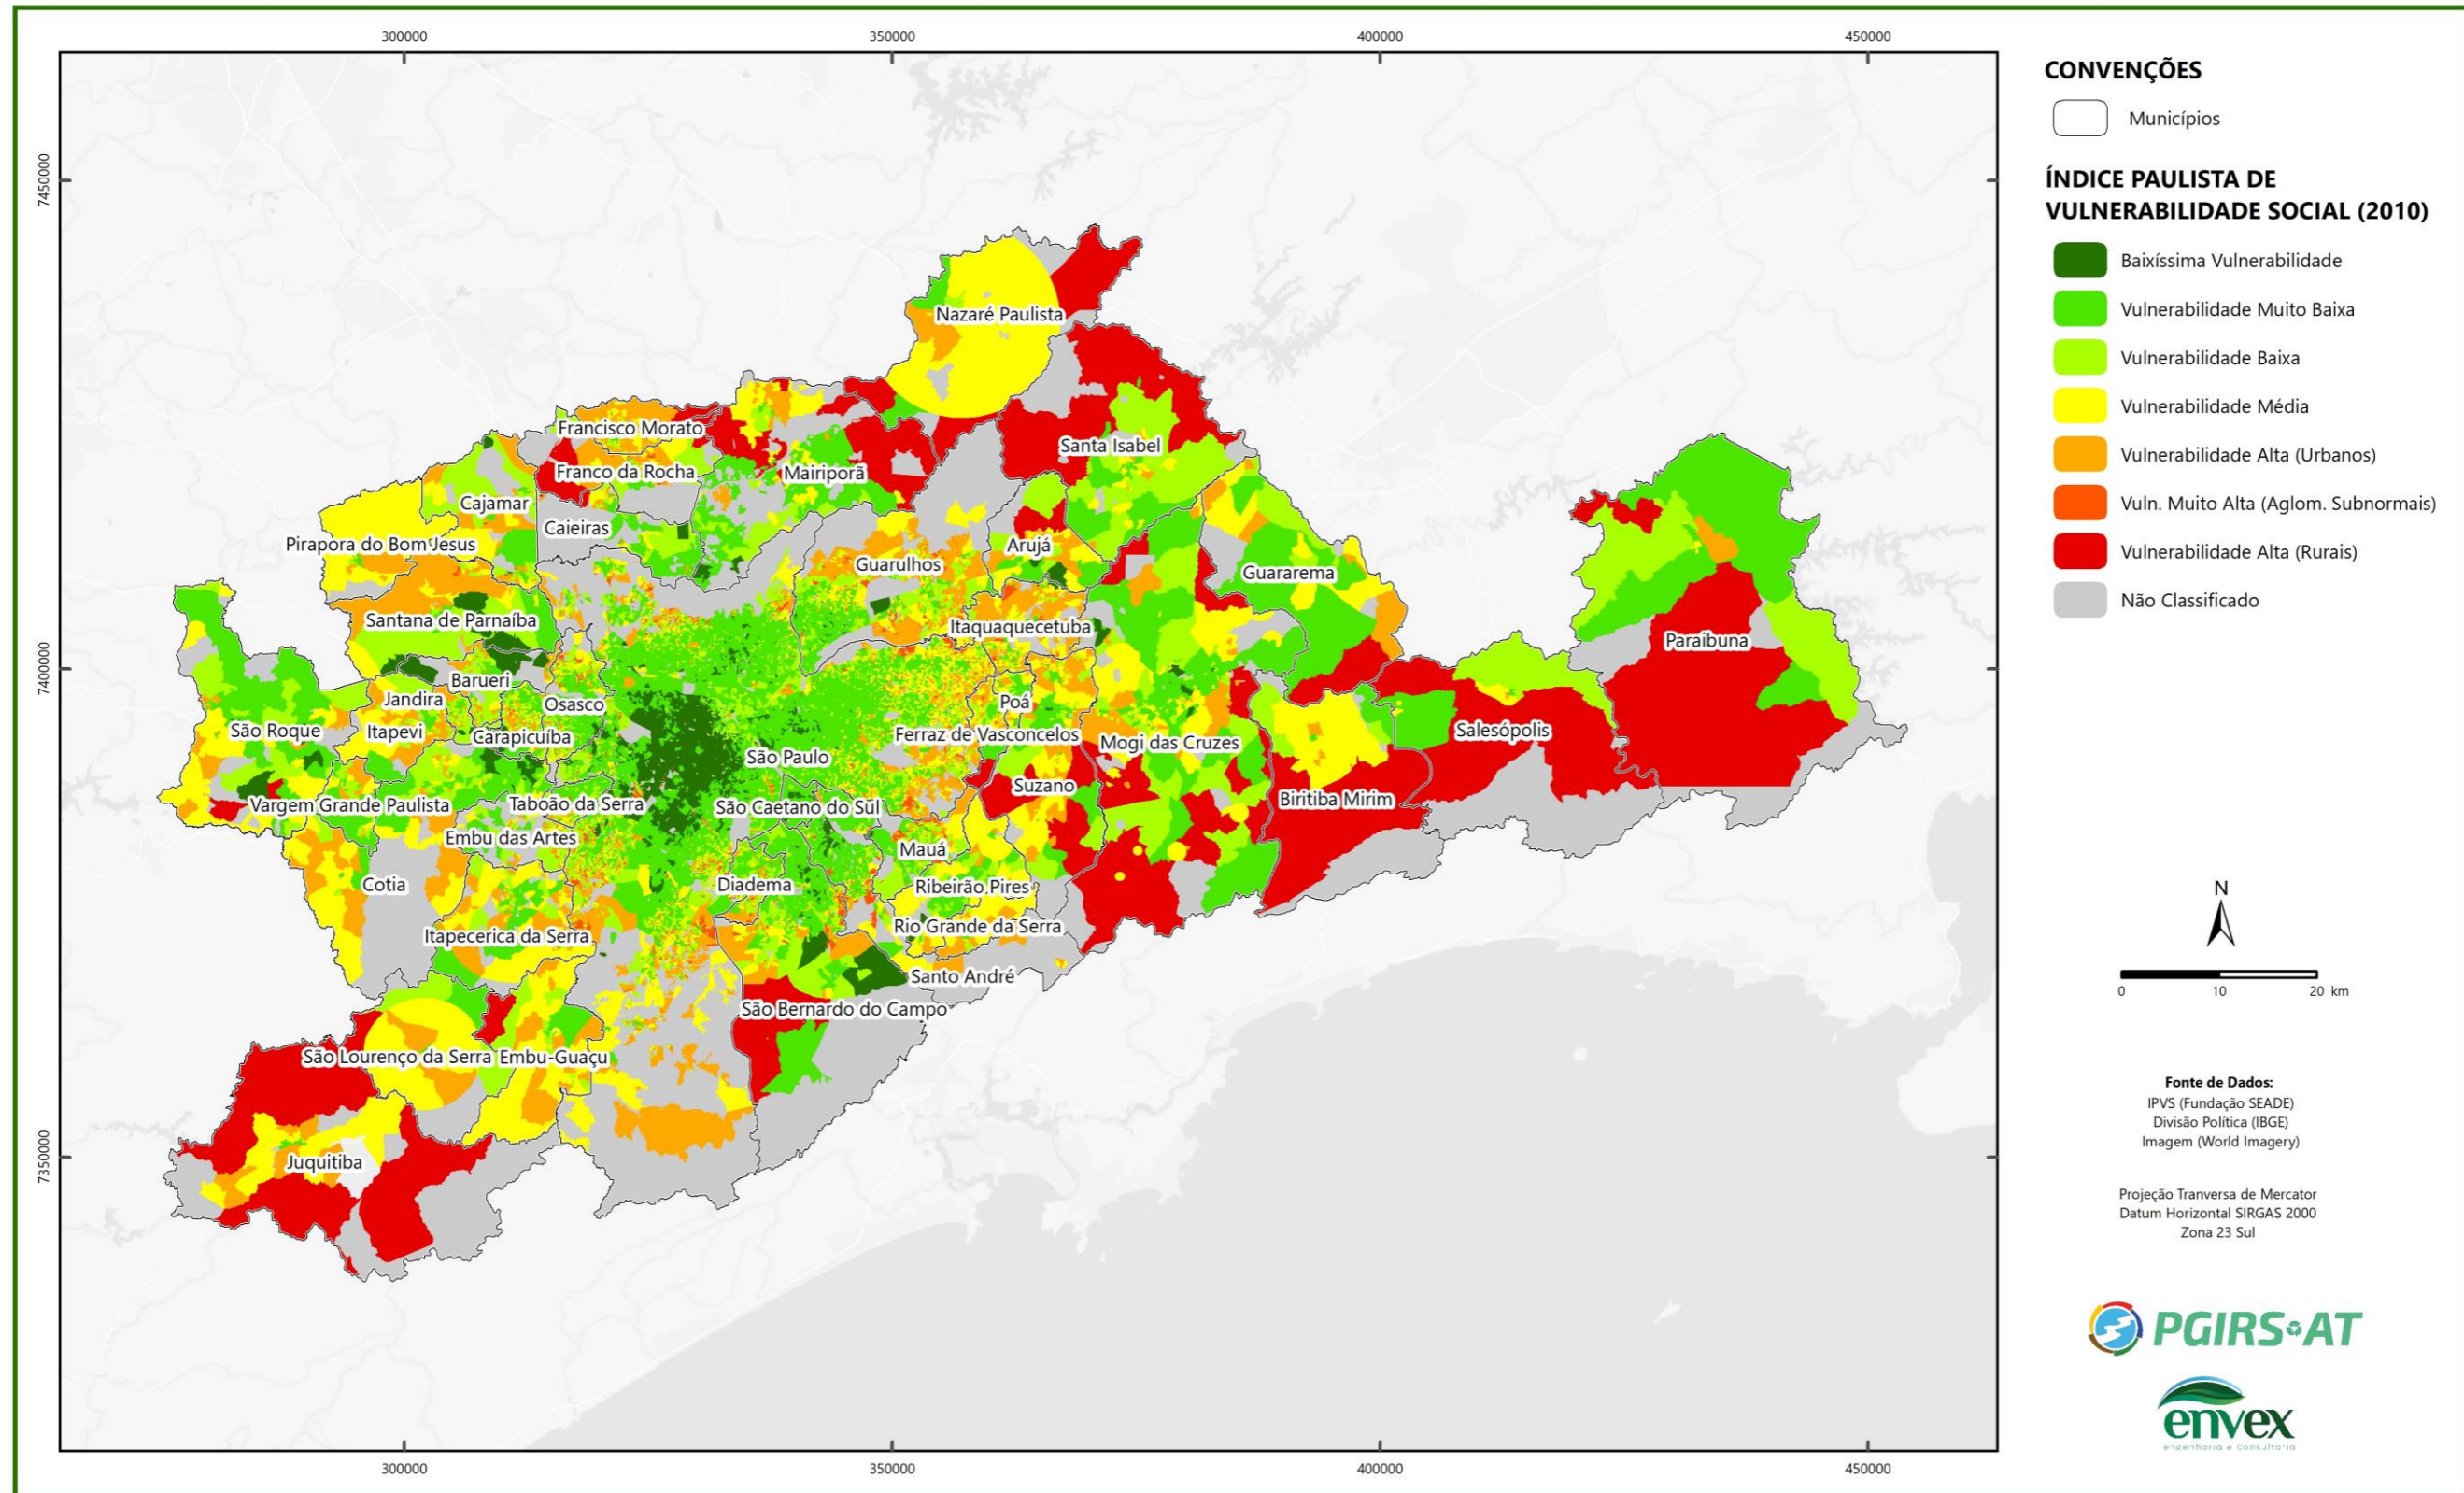 300000
350000
400000
450000
7450000
7400000
7350000
Nazaré Paulista
Francisco Morato
Santa Isabel
Franco da Rocha
Mairiporã
Cajamar
Caieiras
Pirapora do Bom Jesus
Arujá
Guarulhos
Guararema
Santana de Parnaíba
Itaquaquecetuba
Paraibuna
Barueri
Jandira
Poá
Osasco
São Roque
Itapevi
Carapicuíba
Ferraz de Vasconcelos
Mogi das Cruzes
Salesópolis
São Paulo
Suzano
Vargem Grande Paulista
Taboão da Serra
São Caetano do Sul
Biritiba Mirim
Embu das Artes
Mauá
Cotia
Diadema
Ribeirão Pires
Itapecerica da Serra
Rio Grande da Serra
Santo André
São Bernardo do Campo
São Lourenço da Serra
Embu-Guaçu
Juquitiba
300000
350000
400000
450000
CONVENÇÕES
Municípios
ÍNDICE PAULISTA DE
VULNERABILIDADE SOCIAL (2010)
Baixíssima Vulnerabilidade
Vulnerabilidade Muito Baixa
Vulnerabilidade Baixa
Vulnerabilidade Média
Vulnerabilidade Alta (Urbanos)
Vuln. Muito Alta (Aglom. Subnormais)
Vulnerabilidade Alta (Rurais)
Não Classificado
N
0 10 20 km
Fonte de Dados:
IPVS (Fundação SEADE)
Divisão Política (IBGE)
Imagem (World Imagery)
Projeção Tranversa de Mercator
Datum Horizontal SIRGAS 2000
Zona 23 Sul
PGIRS AT
envex
engenharia e consultoria